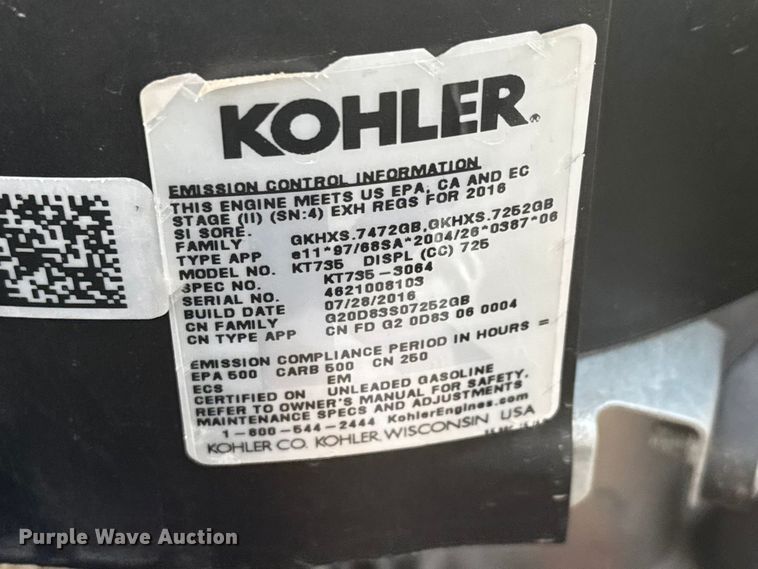 KOHLER®
EMISSION CONTROL INFORMATION
THIS ENGINE MEETS US EPA, CA AND EC
STAGE (II) (SN:4) EXH REGS FOR 2016
SI SORE.
FAMILY GKHXS.7472GB,GKHXS.7252GB
TYPE APP e11*97/68SA*2004/26*0387*06
MODEL NO. KT735 DISPL (CC) 725
SPEC NO. KT735-3064
SERIAL NO. 4621008103
BUILD DATE 07/28/2016
CN FAMILY G20D83S07252GB
CN TYPE APP CN FD G2 0D83 06 0004
EMISSION COMPLIANCE PERIOD IN HOURS =
EPA 500 CARB 500 CN 250
ECS EM
CERTIFIED ON UNLEADED GASOLINE
REFER TO OWNER'S MANUAL FOR SAFETY,
MAINTENANCE SPECS AND ADJUSTMENTS
1-800-544-2444 KohlerEngines.com
KOHLER CO. KOHLER, WISCONSIN USA
Purple Wave Auction